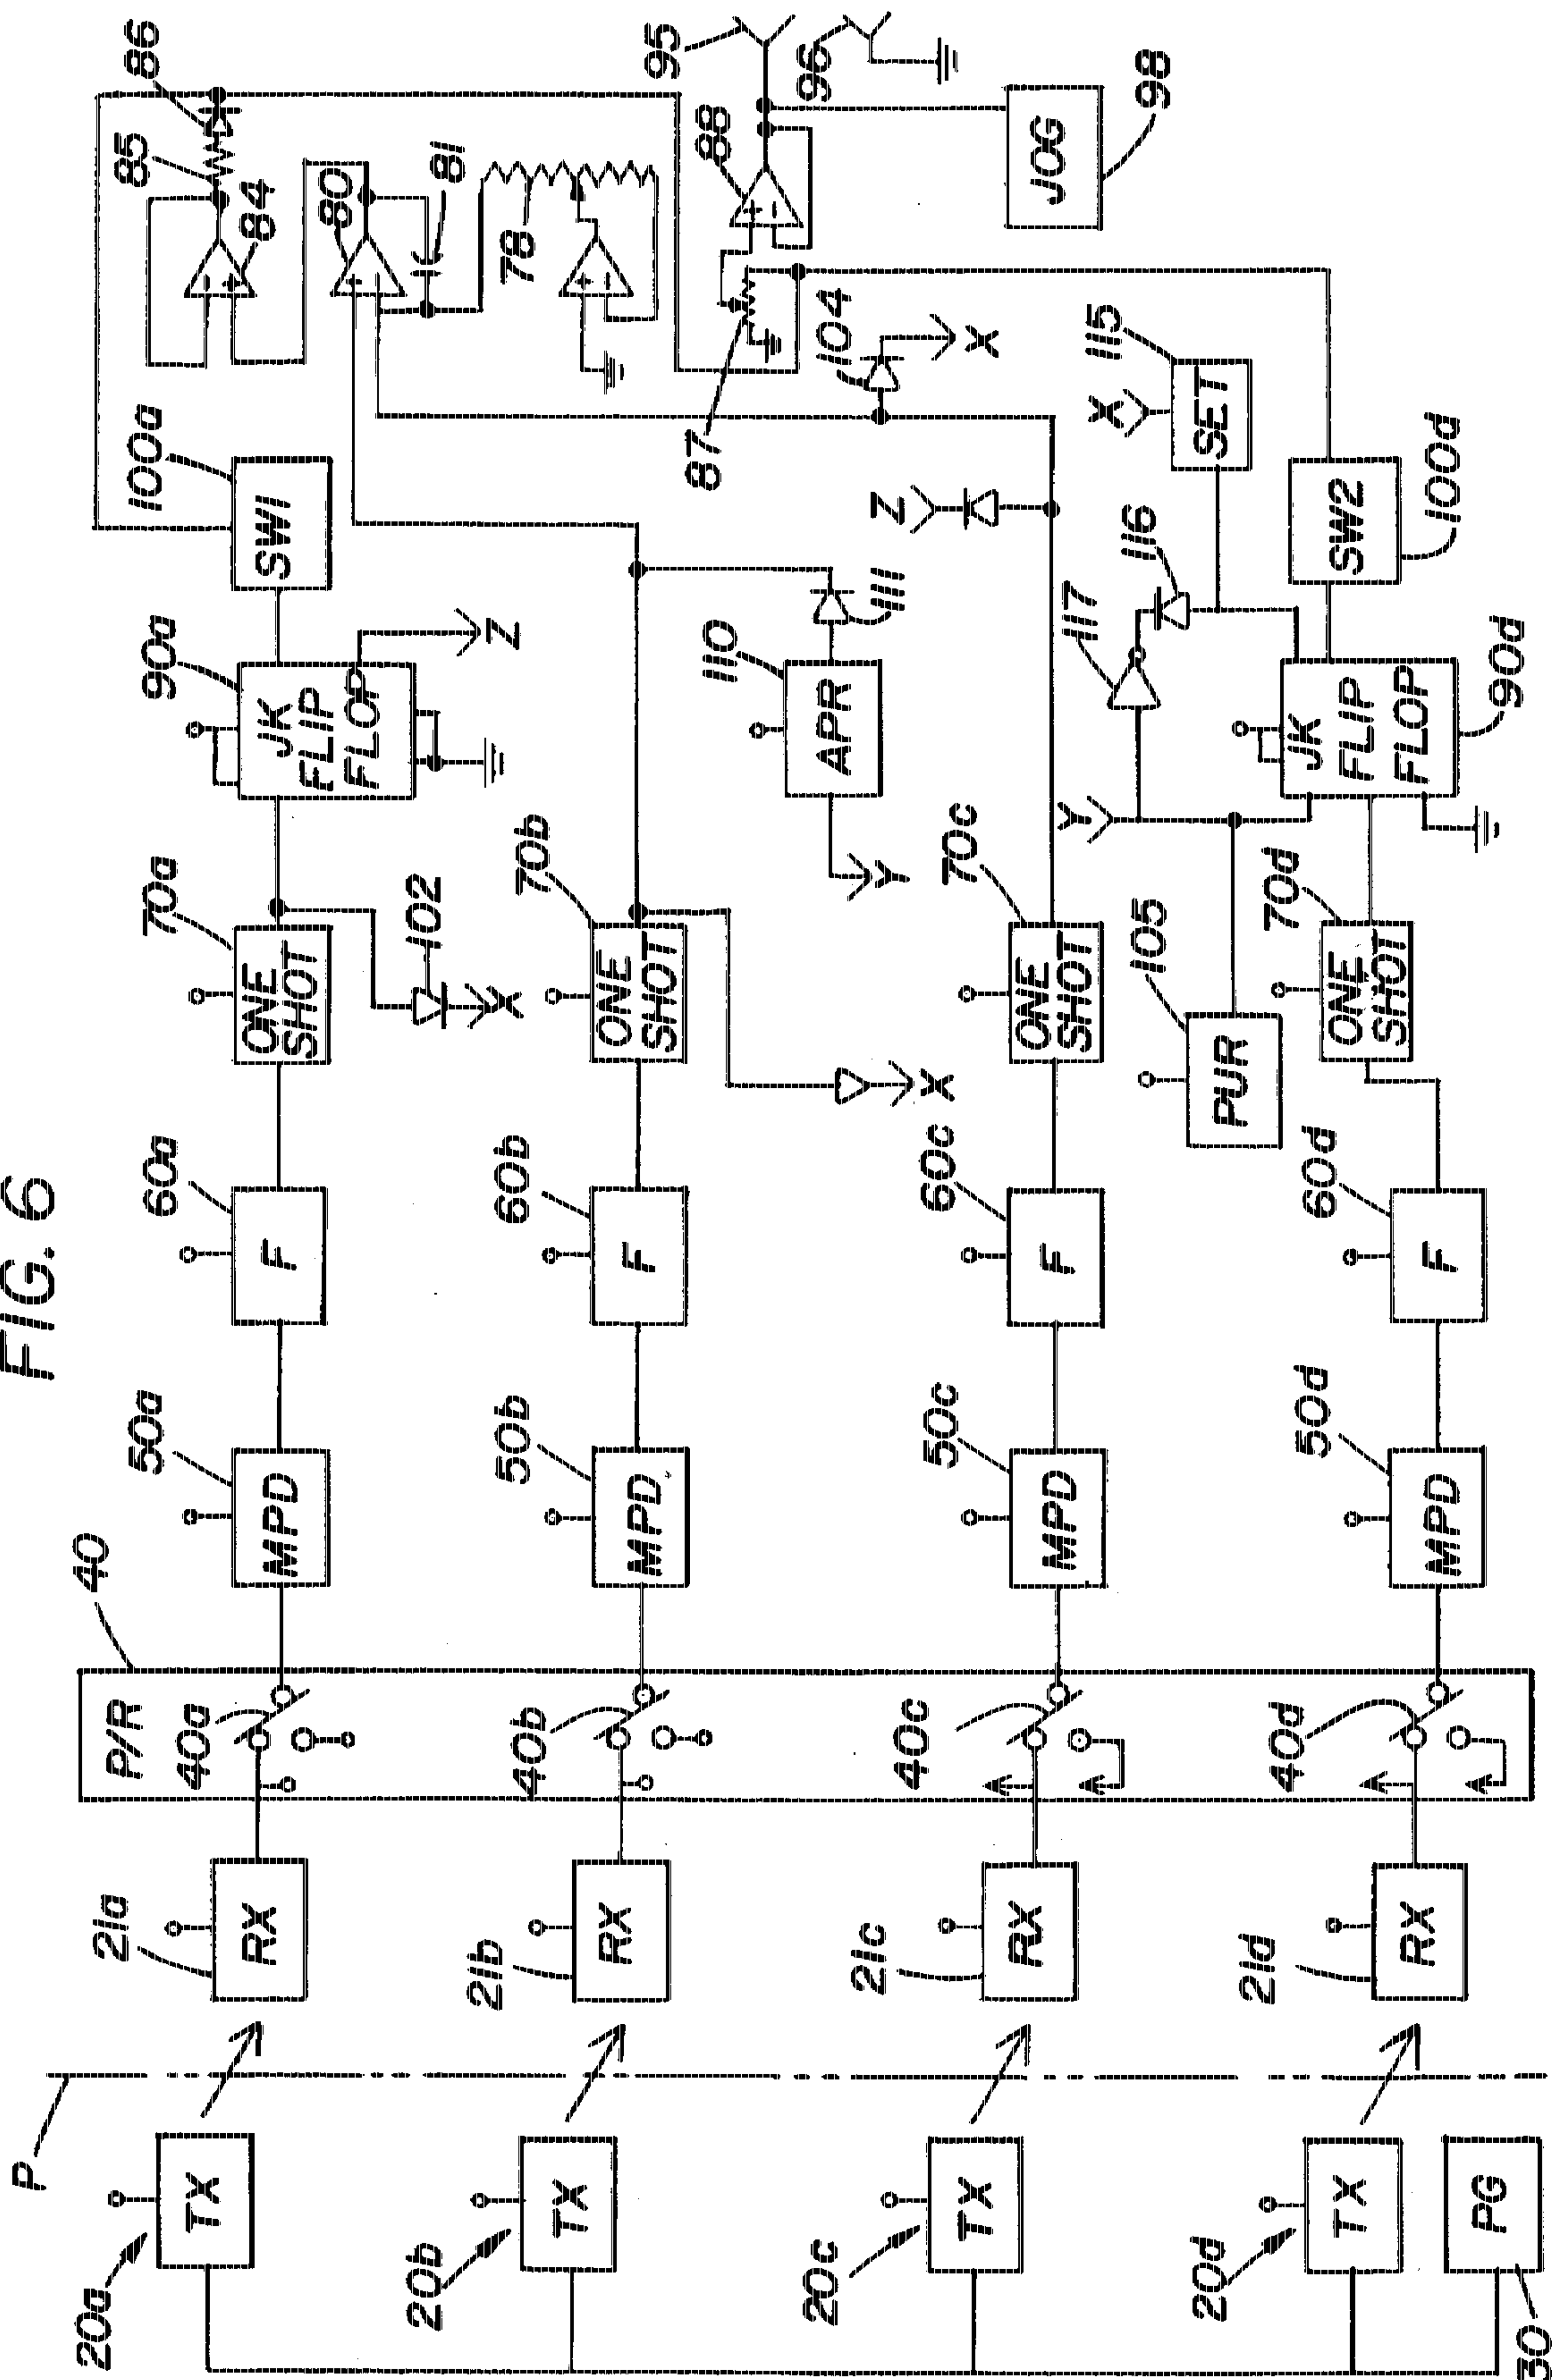 FIG. 6
P
20a
TX
21a
RX
40
P/R
40a
50a
MPD
60a
F
70a
ONE
SHOT
102
X
90a
JK
FLIP
FLOP
Z
100a
SW1
84
85
86
20b
TX
21b
RX
40b
50b
MPD
60b
F
70b
ONE
SHOT
X
80
81
78
110
APR
111
Y
87
88
95
96
JOG
98
20c
TX
21c
RX
40c
50c
MPD
60c
F
70c
ONE
SHOT
Z
104
X
105
PUR
Y
117
116
X
115
SET
20d
TX
21d
RX
40d
50d
MPD
60d
F
70d
ONE
SHOT
JK
FLIP
FLOP
90d
SW2
100d
PG
30